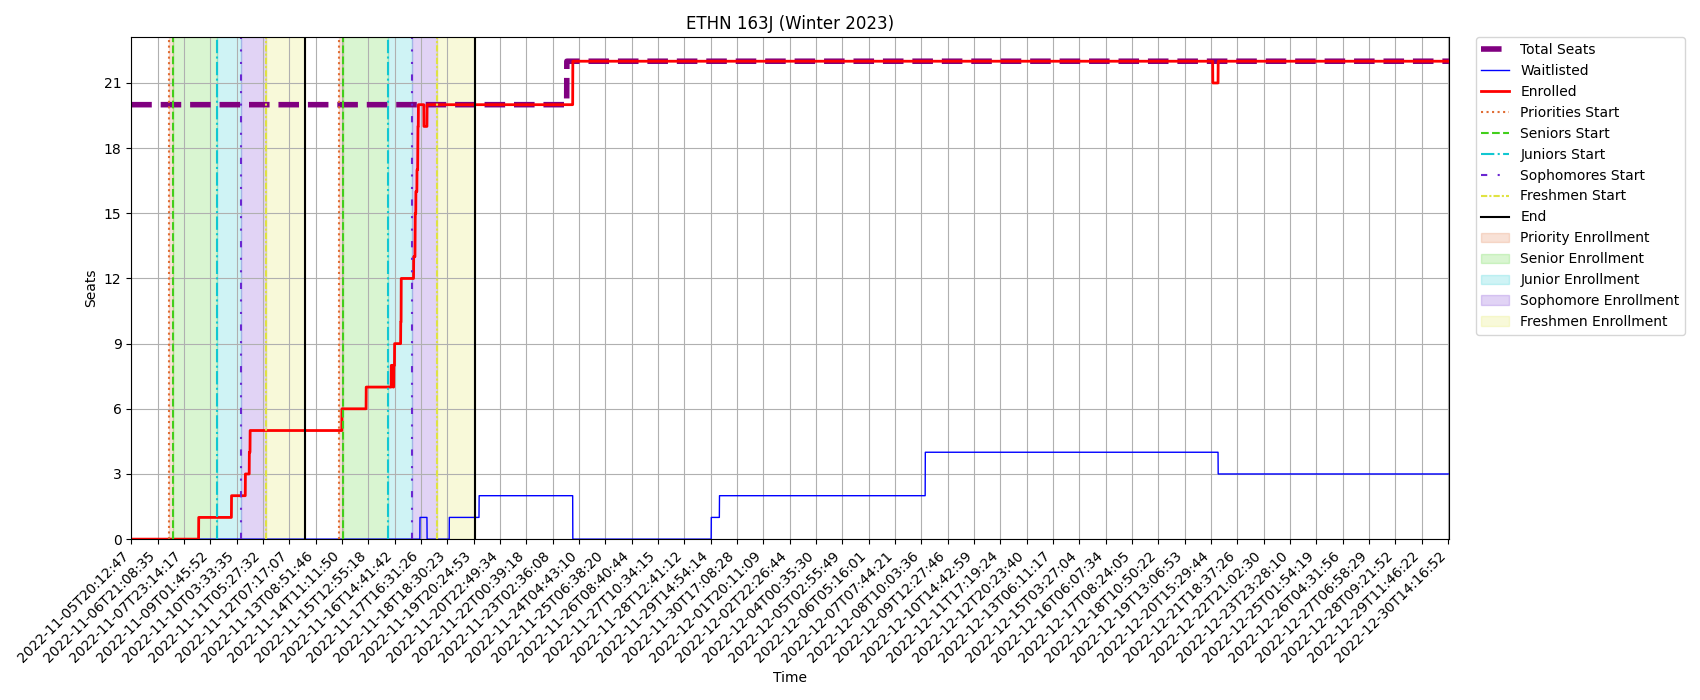 ETHN 163J (Winter 2023)
Seats
21
18
15
12
9
6
3
0
2022-11-05T20:12:47
2022-11-06T21:08:35
2022-11-07T23:14:17
2022-11-09T01:45:52
2022-11-10T03:33:35
2022-11-11T05:27:32
2022-11-12T07:17:07
2022-11-13T08:51:46
2022-11-14T11:11:50
2022-11-15T12:55:18
2022-11-16T14:41:42
2022-11-17T16:31:26
2022-11-18T18:30:23
2022-11-19T20:24:53
2022-11-20T22:49:34
2022-11-22T00:39:18
2022-11-23T02:36:08
2022-11-24T04:43:10
2022-11-25T06:38:20
2022-11-26T08:40:44
2022-11-27T10:34:15
2022-11-28T12:41:12
2022-11-29T14:54:14
2022-11-30T17:08:28
2022-12-01T20:11:09
2022-12-02T22:26:44
2022-12-04T00:35:30
2022-12-05T02:55:49
2022-12-06T05:16:01
2022-12-07T07:44:21
2022-12-08T10:03:36
2022-12-09T12:27:46
2022-12-10T14:42:59
2022-12-11T17:19:24
2022-12-12T20:23:40
2022-12-13T06:11:17
2022-12-15T03:27:04
2022-12-16T06:07:34
2022-12-17T08:24:05
2022-12-18T10:50:22
2022-12-19T13:06:53
2022-12-20T15:29:44
2022-12-21T18:37:26
2022-12-22T21:02:30
2022-12-23T23:28:10
2022-12-25T01:54:19
2022-12-26T04:31:56
2022-12-27T06:58:29
2022-12-28T09:21:52
2022-12-29T11:46:22
2022-12-30T14:16:52
Time
Total Seats
Waitlisted
Enrolled
Priorities Start
Seniors Start
Juniors Start
Sophomores Start
Freshmen Start
End
Priority Enrollment
Senior Enrollment
Junior Enrollment
Sophomore Enrollment
Freshmen Enrollment